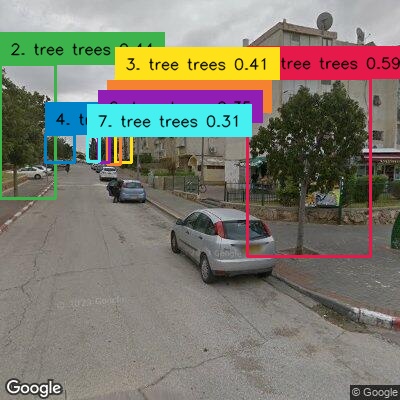 2. tree trees 0.44
3. tree trees 0.41
tree trees 0.59
4. t
7. tree trees 0.31
© 2023 Google
Google
© Google